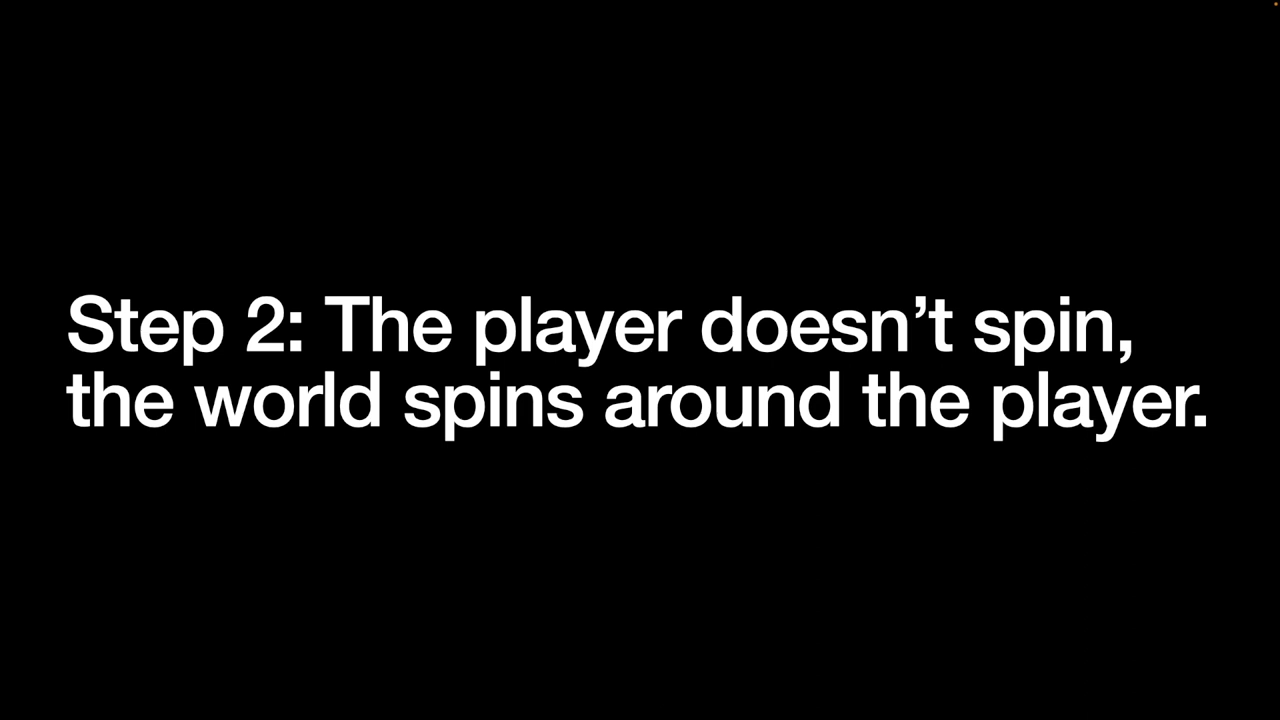 Step 2: The player doesn’t spin,
the world spins around the player.